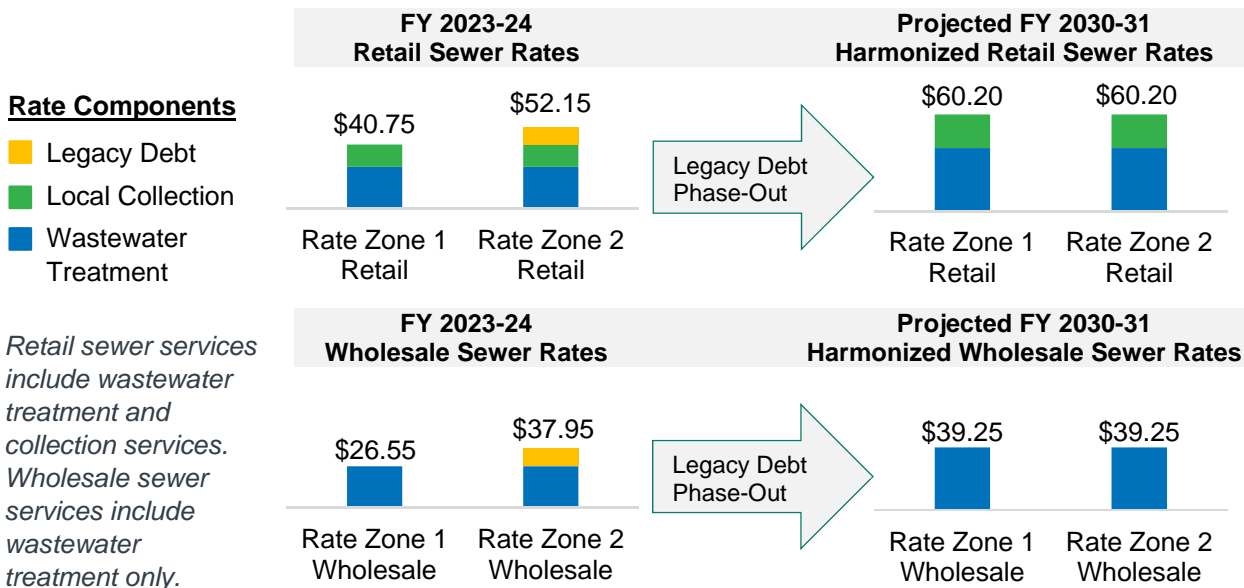 FY 2023-24
Retail Sewer Rates
Projected FY 2030-31
Harmonized Retail Sewer Rates
Rate Components
Legacy Debt
Local Collection
Wastewater
Treatment
$40.75
$52.15
Rate Zone 1
Retail
Rate Zone 2
Retail
Legacy Debt
Phase-Out
$60.20
$60.20
Rate Zone 1
Retail
Rate Zone 2
Retail
Retail sewer services
include wastewater
treatment and
collection services.
Wholesale sewer
services include
wastewater
treatment only.
FY 2023-24
Wholesale Sewer Rates
Projected FY 2030-31
Harmonized Wholesale Sewer Rates
$26.55
$37.95
Rate Zone 1
Wholesale
Rate Zone 2
Wholesale
Legacy Debt
Phase-Out
$39.25
$39.25
Rate Zone 1
Wholesale
Rate Zone 2
Wholesale